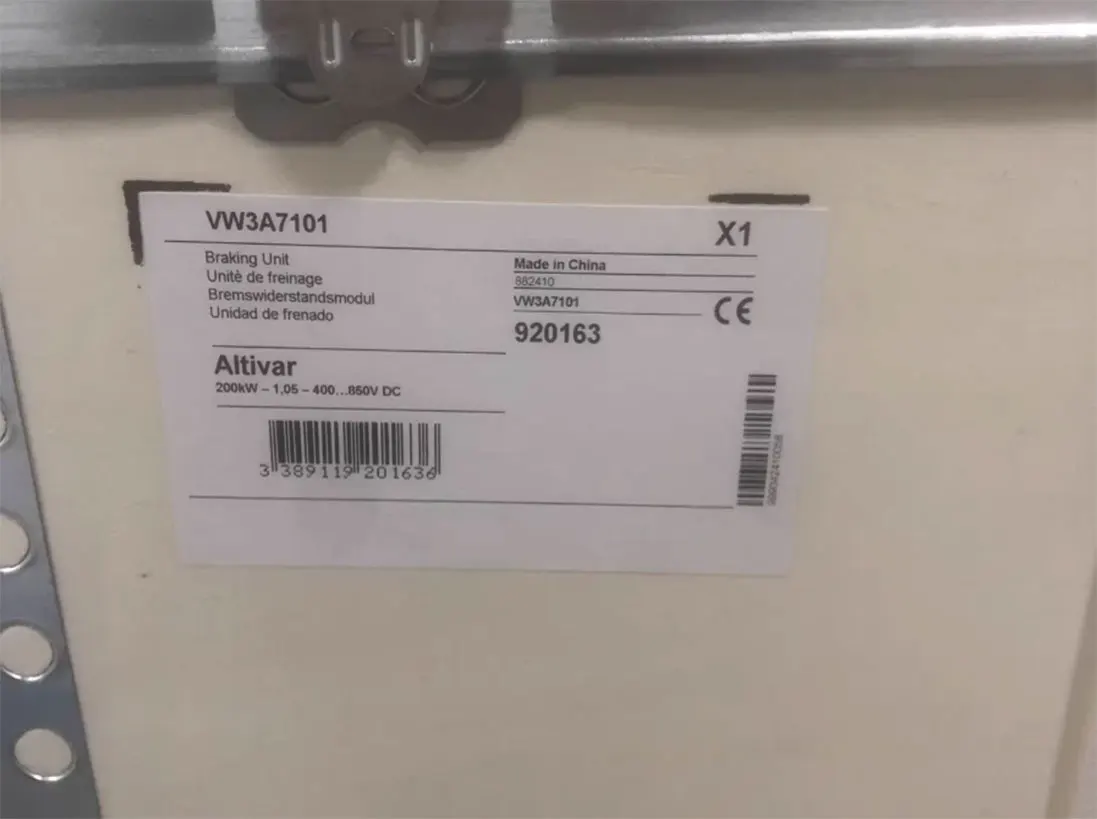 VW3A7101
X1
Braking Unit
Unitè de freinage
Bremswiderstandsmodul
Unidad de frenado
Made in China
882410
VW3A7101
CE
920163
Altivar
200kW – 1,05 – 400...850V DC
3 389119 201636